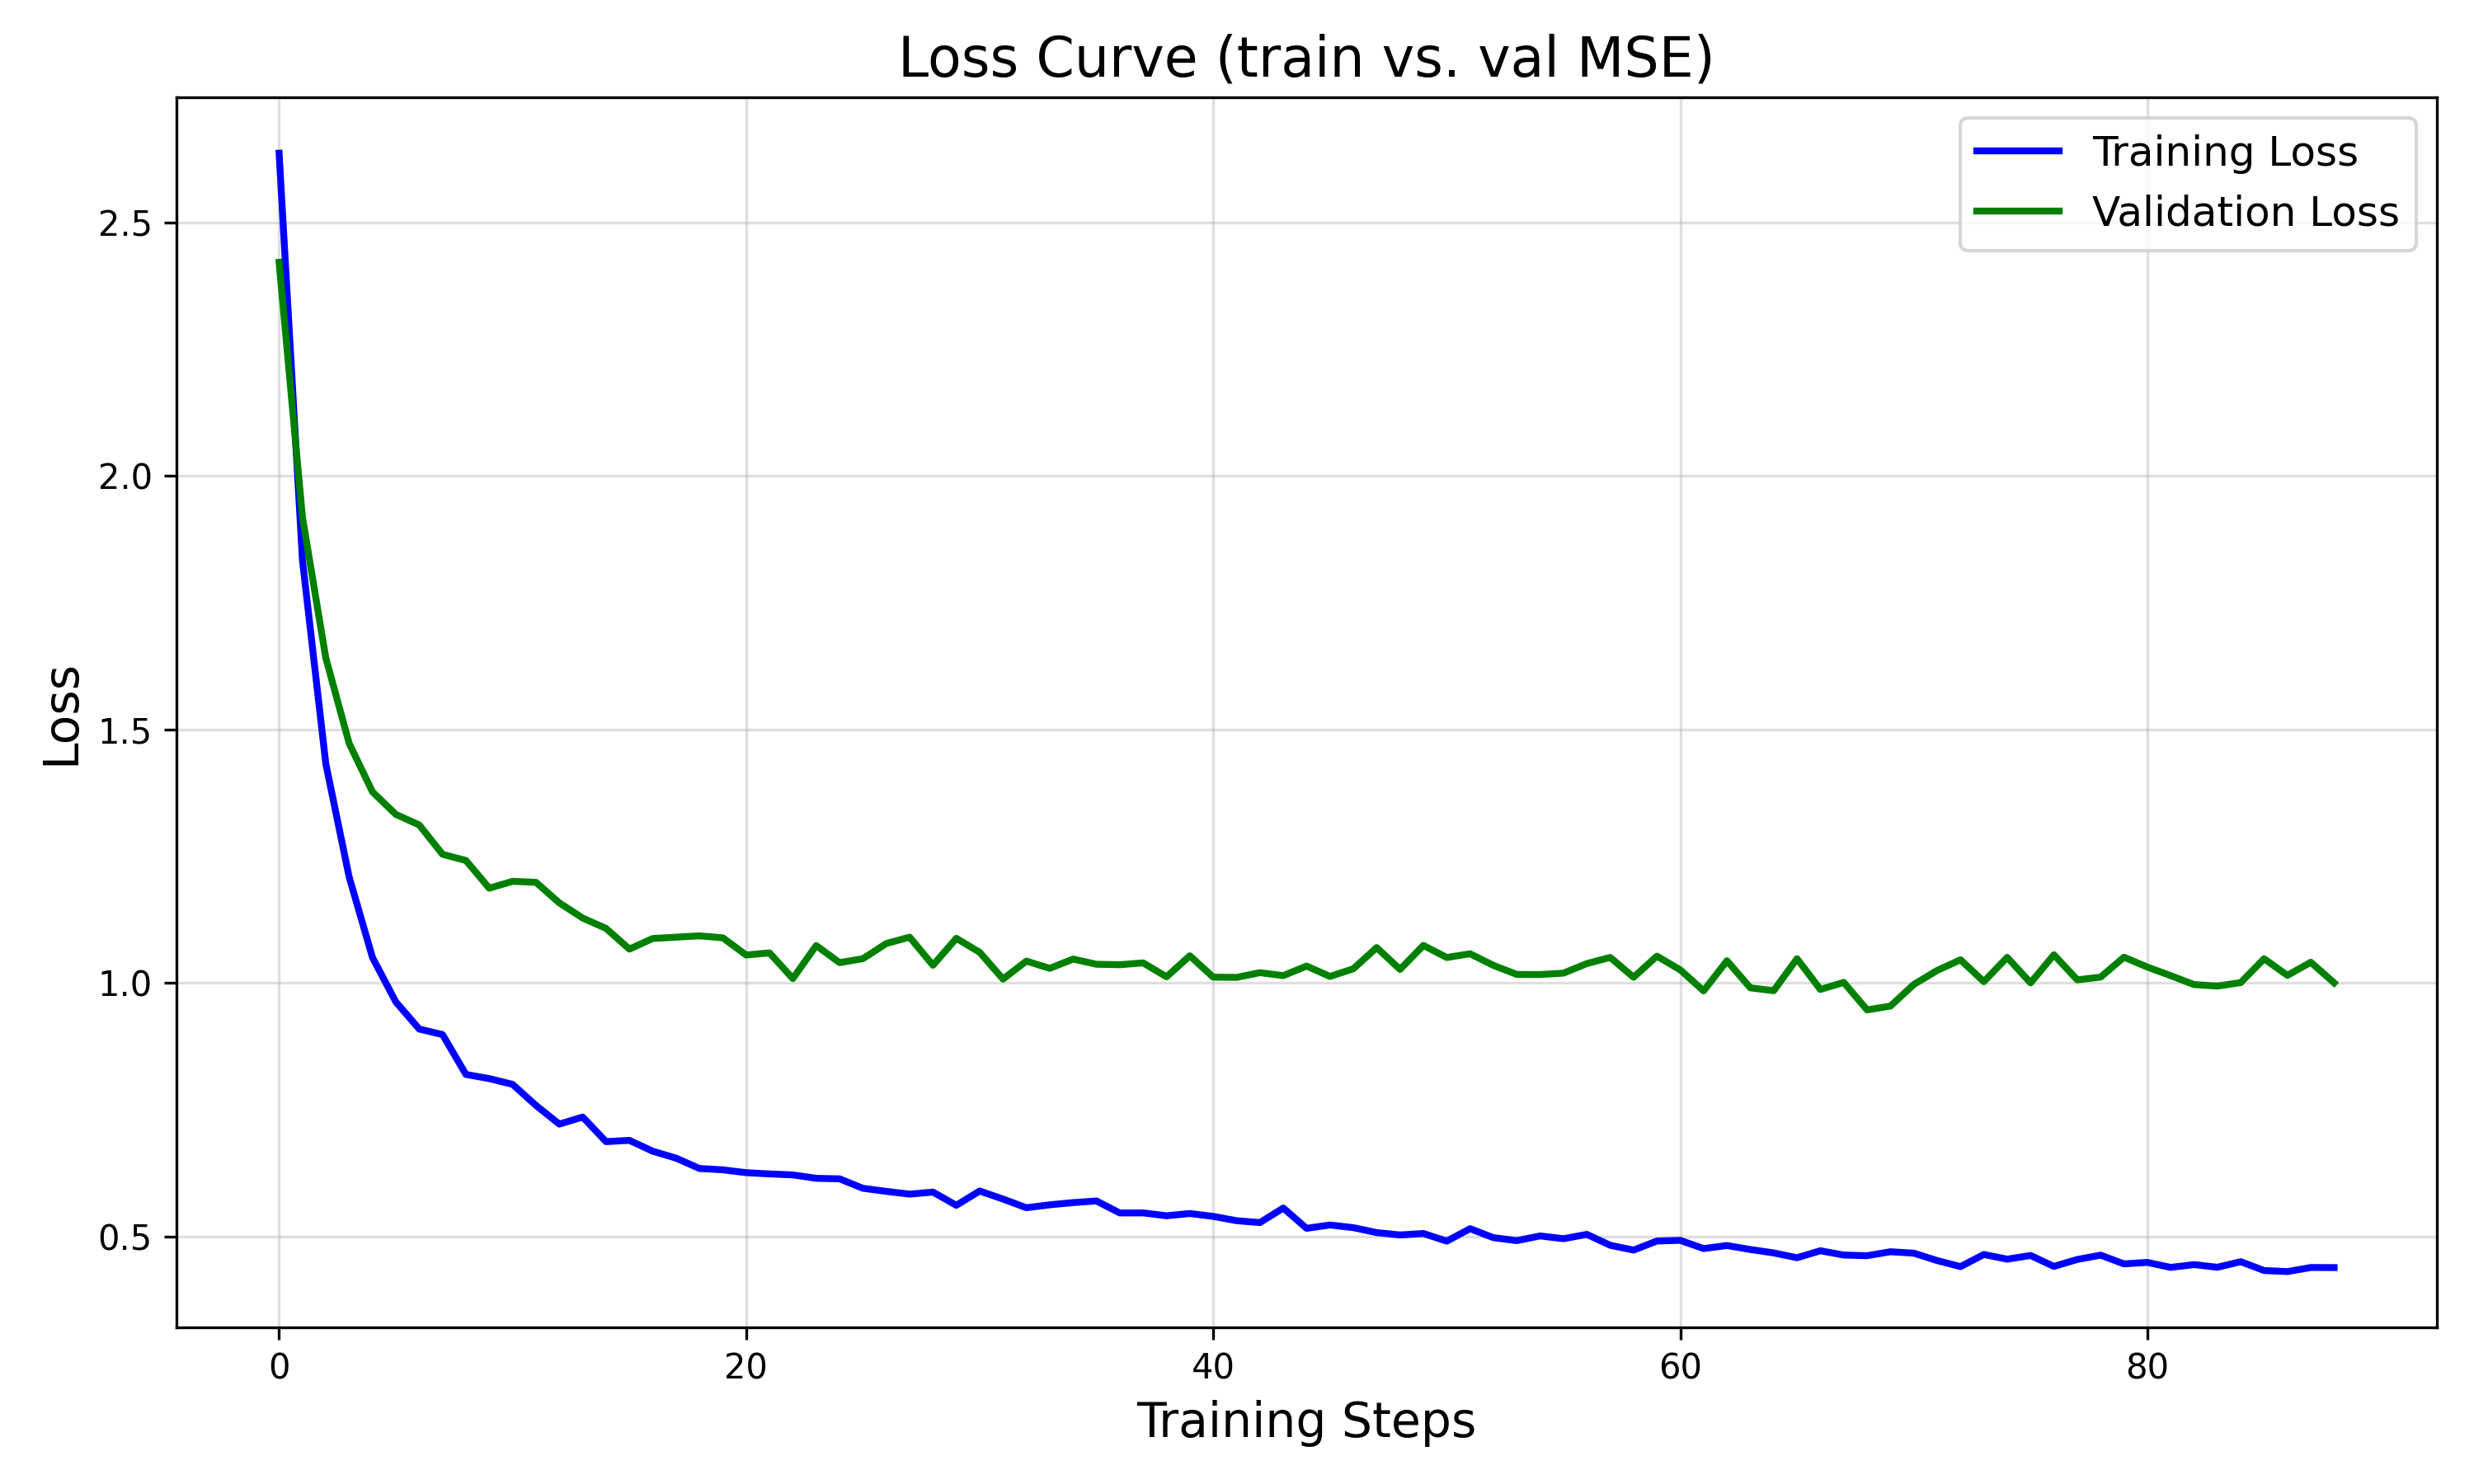 Loss Curve (train vs. val MSE)
Training Loss
Validation Loss
Loss
2.5
2.0
1.5
1.0
0.5
0 20 40 60 80
Training Steps